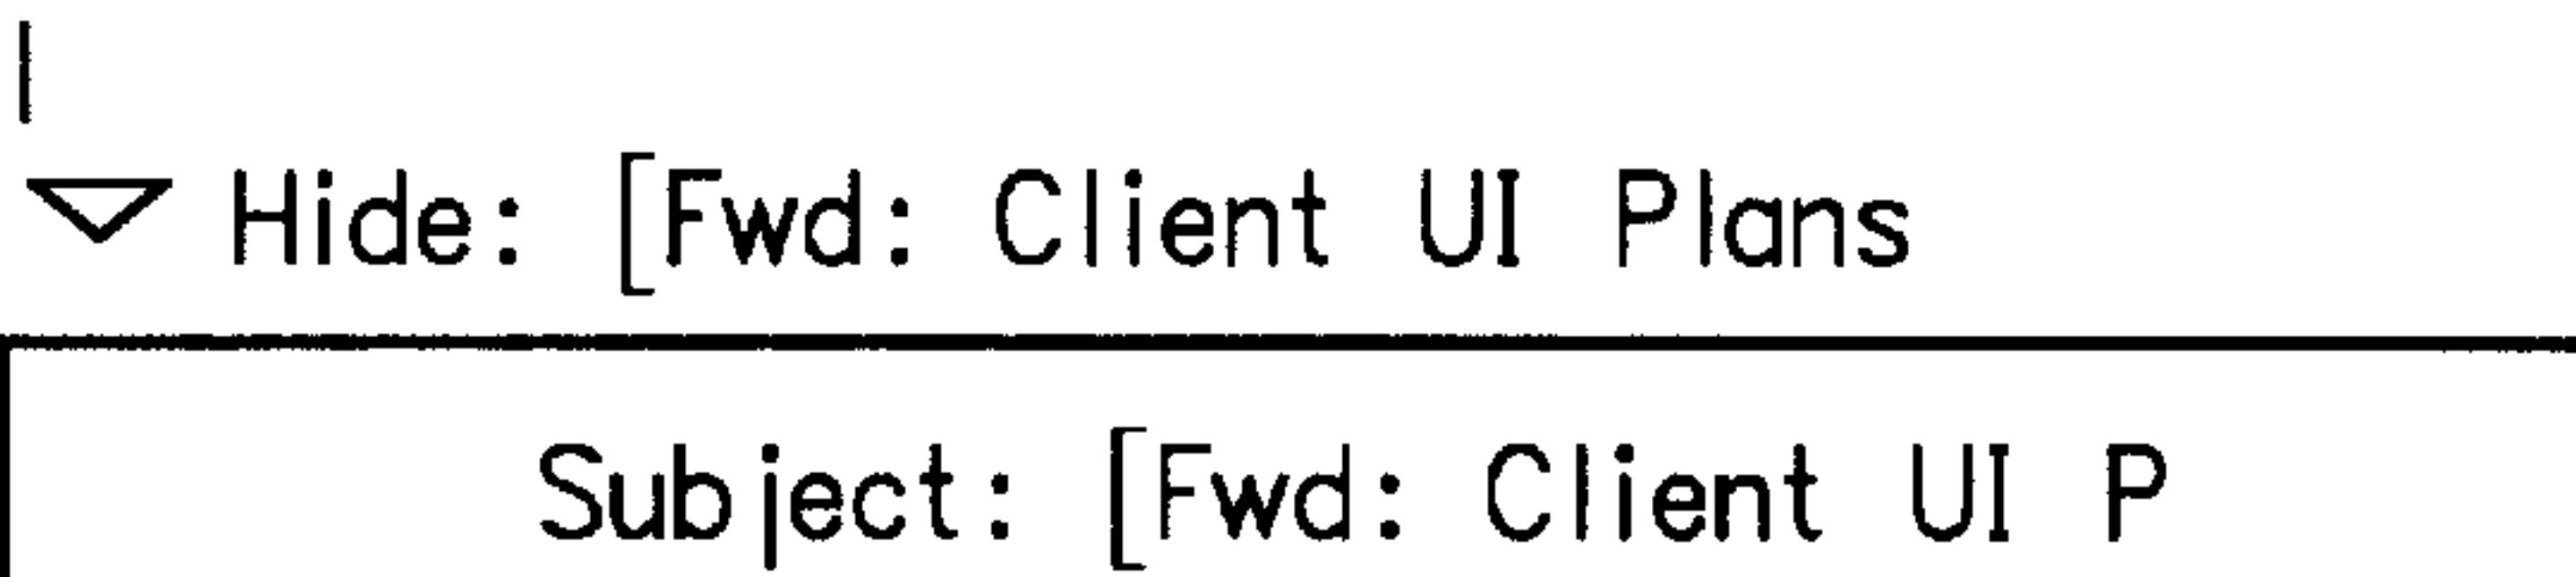 Hide: [Fwd: Client UI Plans
Subject: [Fwd: Client UI P